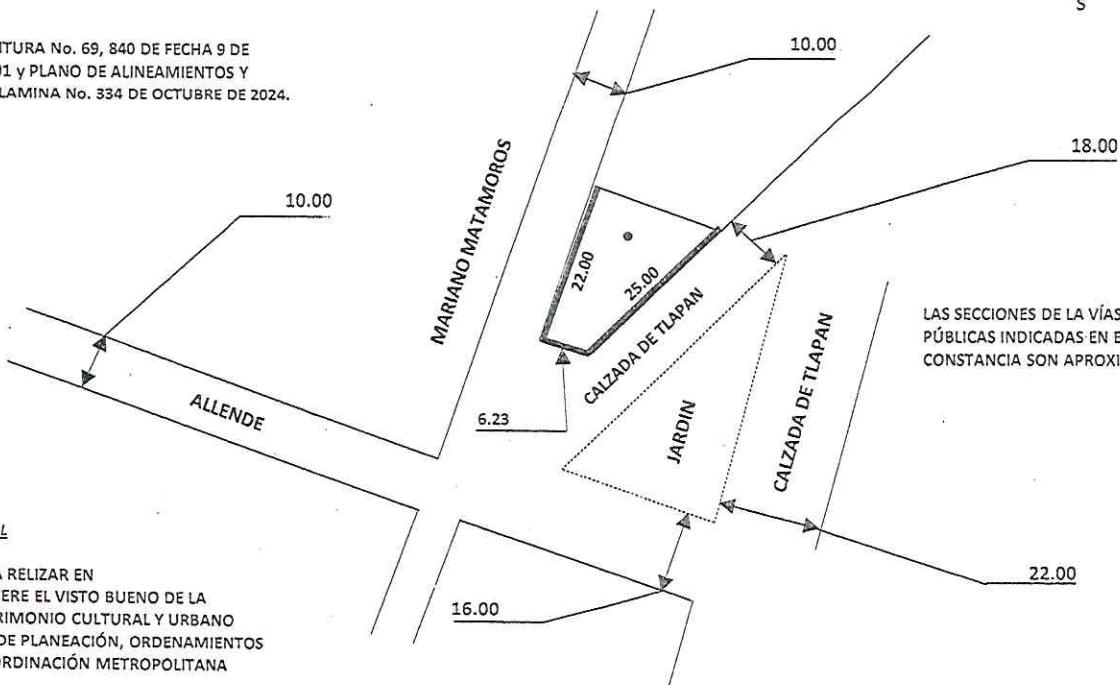 S
TURA No. 69, 840 DE FECHA 9 DE
01 y PLANO DE ALINEAMIENTOS Y
LAMINA No. 334 DE OCTUBRE DE 2024.
10.00
18.00
10.00
MARIANO MATAMOROS
22.00
25.00
CALZADA DE TLAPAN
CALZADA DE TLAPAN
JARDIN
LAS SECCIONES DE LA VÍAS
PÚBLICAS INDICADAS EN E
CONSTANCIA SON APROXI
ALLENDE
6.23
L
A RELIZAR EN
ERE EL VISTO BUENO DE LA
RIMONIO CULTURAL Y URBANO
DE PLANEACIÓN, ORDENAMIENTOS
ORDINACIÓN METROPOLITANA
16.00
22.00